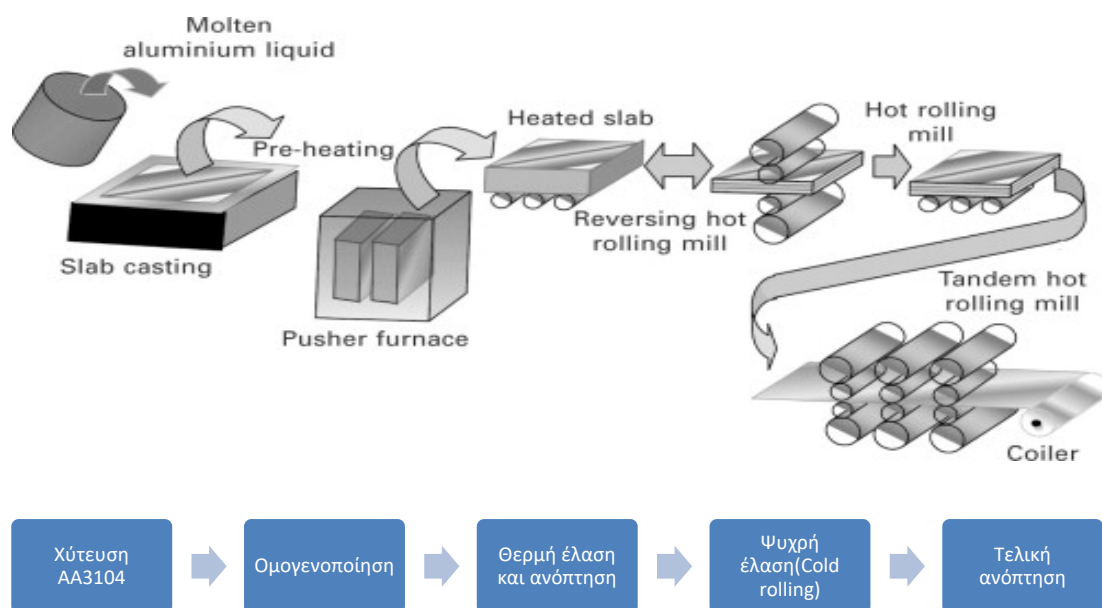 Molten
aluminium liquid
Pre-heating
Slab casting
Pusher furnace
Heated slab
Reversing hot
rolling mill
Hot rolling
mill
Tandem hot
rolling mill
Coiler
Χύτευση
AA3104
Ομογενοποίηση
Θερμή έλαση
και ανόπτηση
Ψυχρή
έλαση(Cold
rolling)
Τελική
ανόπτηση